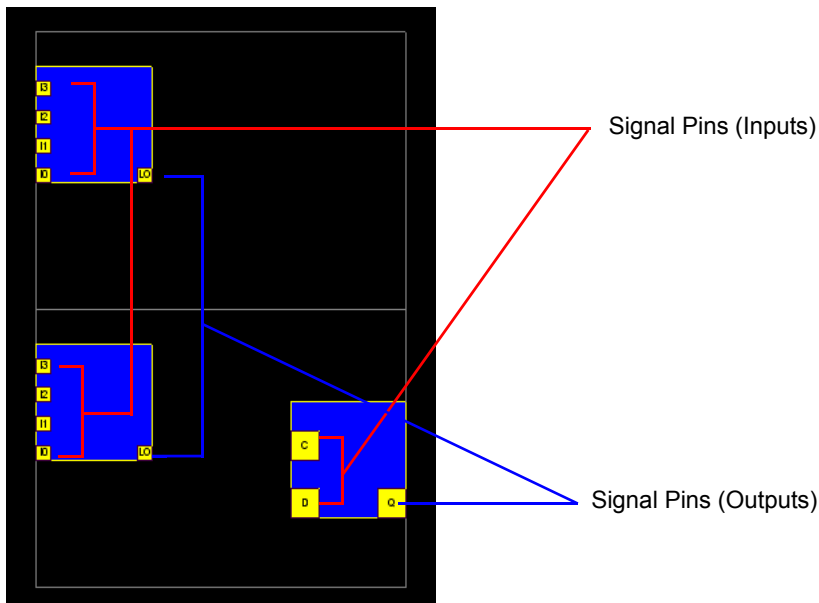 I3
I2
I1
I0
LO
Signal Pins (Inputs)
I3
I2
I1
I0
LO
C
D
Q
Signal Pins (Outputs)